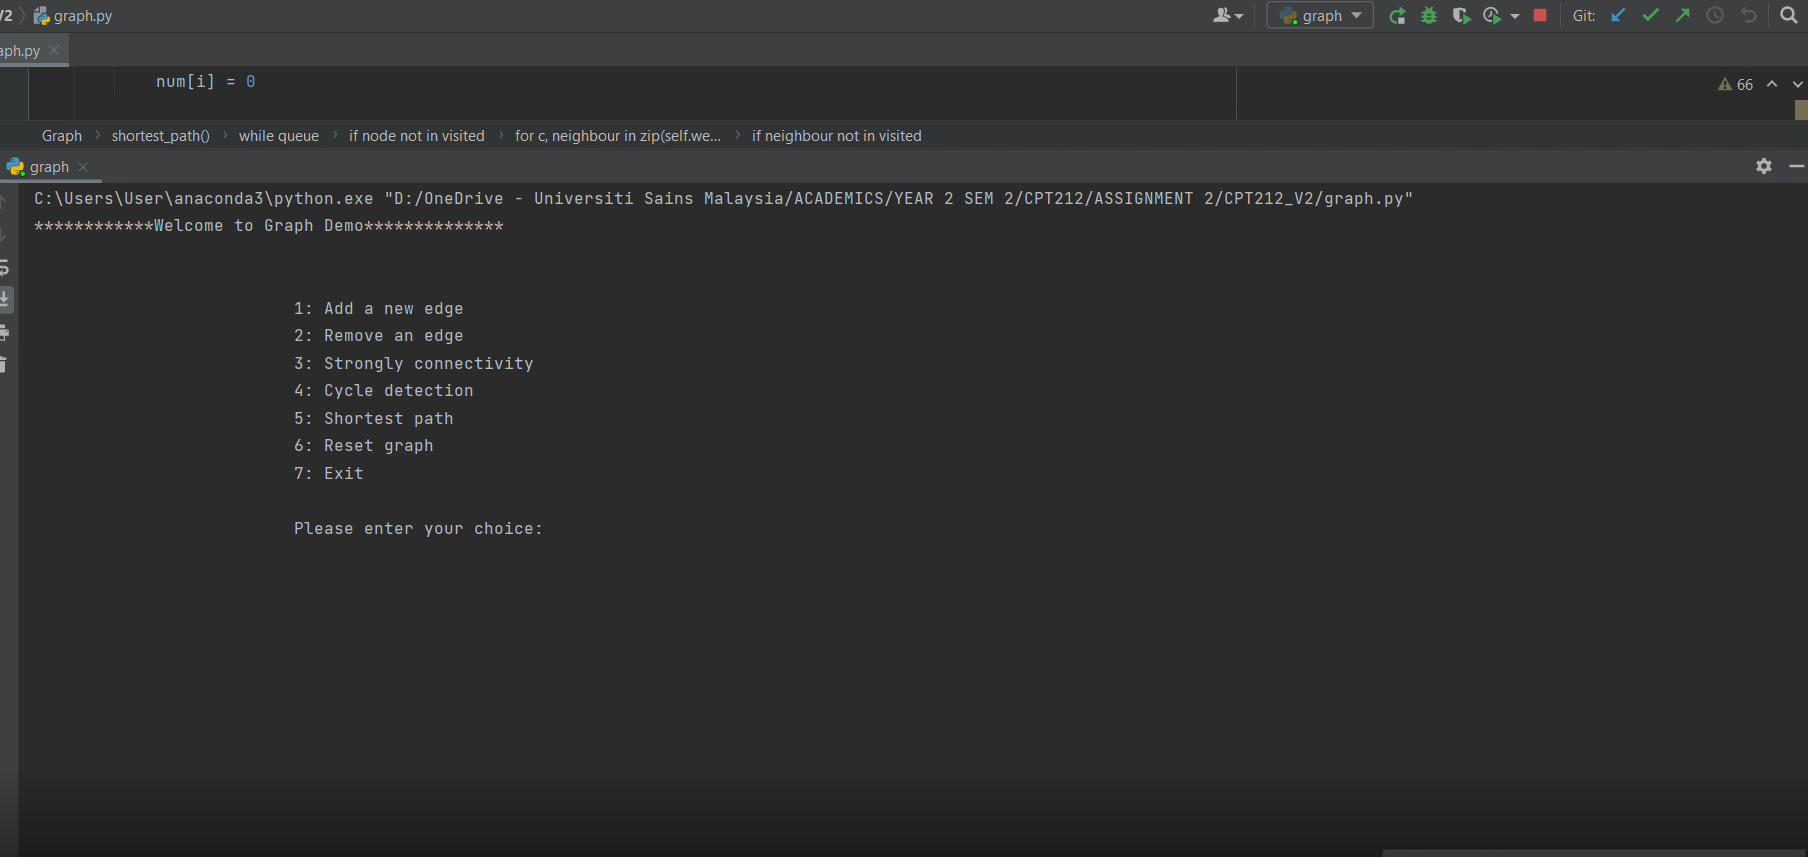 V2 graph.py graph Git:
aph.py
num[i] = 0 66
Graph shortest_path() while queue if node not in visited for c, neighbour in zip(self.we... if neighbour not in visited
graph
C:\Users\User\anaconda3\python.exe "D:/OneDrive - Universiti Sains Malaysia/ACADEMICS/YEAR 2 SEM 2/CPT212/ASSIGNMENT 2/CPT212_V2/graph.py"
************Welcome to Graph Demo**************
1: Add a new edge
2: Remove an edge
3: Strongly connectivity
4: Cycle detection
5: Shortest path
6: Reset graph
7: Exit
Please enter your choice: